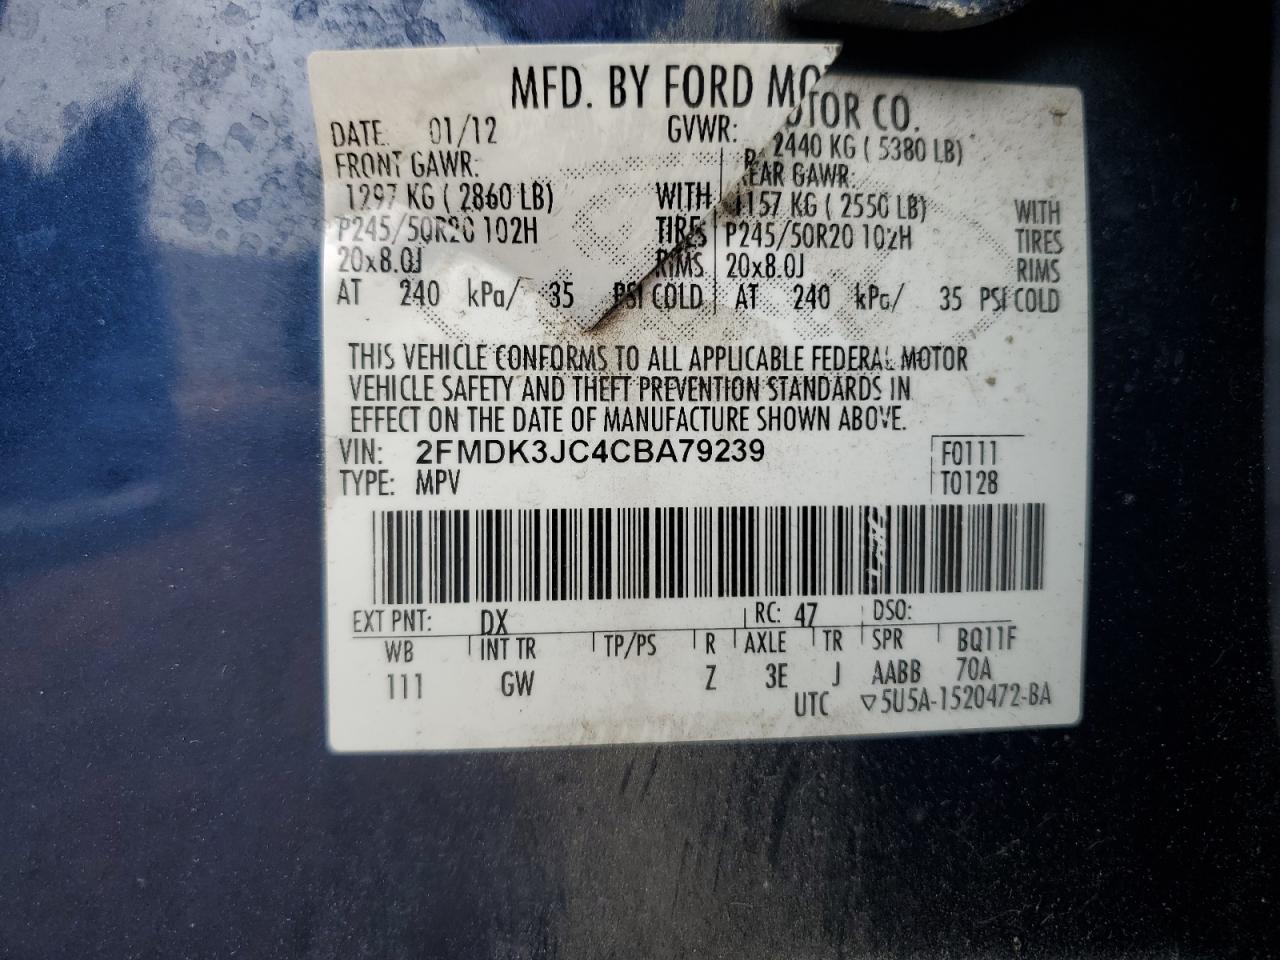 MFD. BY FORD MOTOR CO.
DATE: 01/12 GVWR: 2440 KG ( 5380 LB)
FRONT GAWR: REAR GAWR:
1297 KG ( 2860 LB) WITH 1157 KG ( 2550 LB) WITH
P245/50R20 102H TIRES P245/50R20 102H TIRES
20x8.0J RIMS 20x8.0J RIMS
AT 240 kPa/ 35 PSI COLD AT 240 kPa/ 35 PSI COLD
THIS VEHICLE CONFORMS TO ALL APPLICABLE FEDERAL MOTOR
VEHICLE SAFETY AND THEFT PREVENTION STANDARDS IN
EFFECT ON THE DATE OF MANUFACTURE SHOWN ABOVE.
VIN: 2FMDK3JC4CBA79239 F0111
TYPE: MPV T0128
EXT PNT: DX RC: 47 DSO:
WB INT TR TP/PS R AXLE TR SPR BQ11F
111 GW Z 3E J AABB 70A
UTC ▽5U5A-1520472-BA